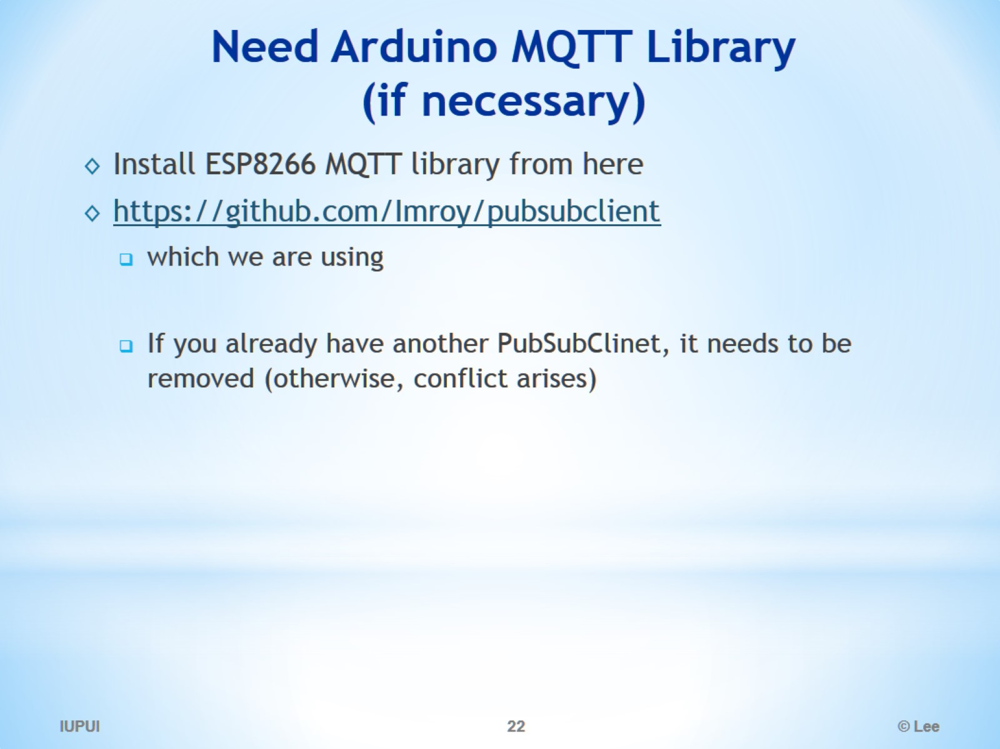 Need Arduino MQTT Library
(if necessary)
Install ESP8266 MQTT library from here
https://github.com/Imroy/pubsubclient
which we are using
If you already have another PubSubClinet, it needs to be
removed (otherwise, conflict arises)
IUPUI
22
© Lee